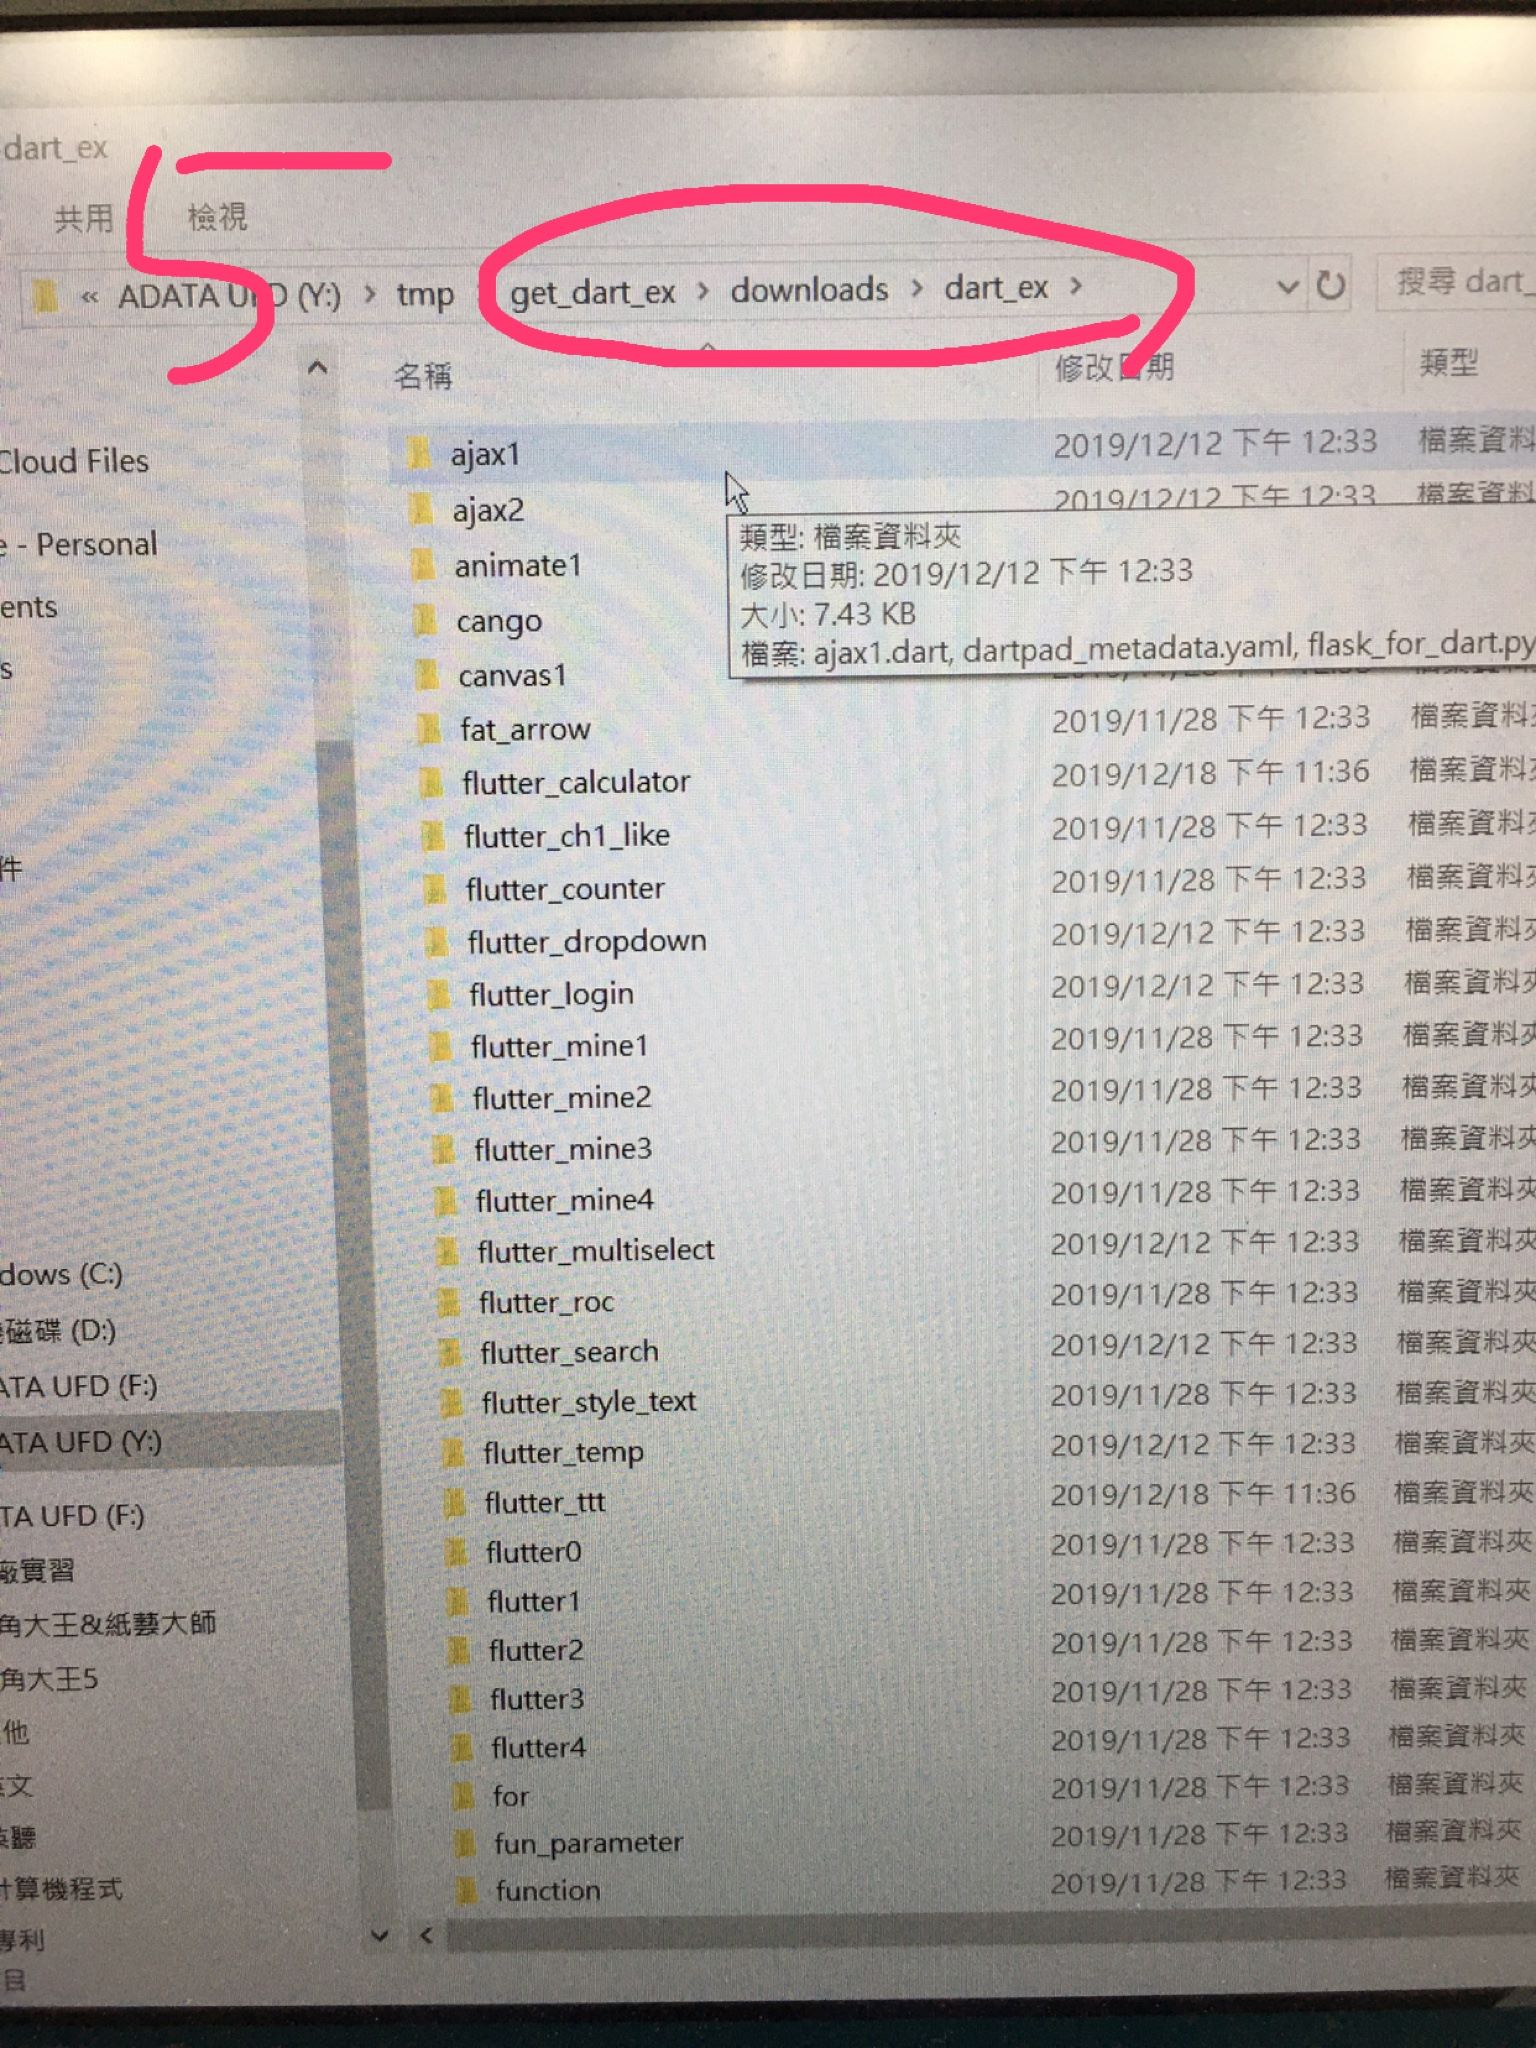 dart_ex
5
共用 檢視
« ADATA UFD (Y:) > tmp > get_dart_ex > downloads > dart_ex >
搜尋 dart_
名稱 修改日期 類型
ajax1 2019/12/12 下午 12:33 檔案資料
ajax2 2019/12/12 下午 12:33 檔案資料
類型: 檔案資料夾
修改日期: 2019/12/12 下午 12:33
大小: 7.43 KB
檔案: ajax1.dart, dartpad_metadata.yaml, flask_for_dart.py
animate1
cango
canvas1
fat_arrow 2019/11/28 下午 12:33 檔案資料夾
flutter_calculator 2019/12/18 下午 11:36 檔案資料夾
flutter_ch1_like 2019/11/28 下午 12:33 檔案資料夾
flutter_counter 2019/11/28 下午 12:33 檔案資料夾
flutter_dropdown 2019/12/12 下午 12:33 檔案資料夾
flutter_login 2019/12/12 下午 12:33 檔案資料夾
flutter_mine1 2019/11/28 下午 12:33 檔案資料夾
flutter_mine2 2019/11/28 下午 12:33 檔案資料夾
flutter_mine3 2019/11/28 下午 12:33 檔案資料夾
flutter_mine4 2019/11/28 下午 12:33 檔案資料夾
flutter_multiselect 2019/12/12 下午 12:33 檔案資料夾
flutter_roc 2019/11/28 下午 12:33 檔案資料夾
flutter_search 2019/12/12 下午 12:33 檔案資料夾
flutter_style_text 2019/11/28 下午 12:33 檔案資料夾
flutter_temp 2019/12/12 下午 12:33 檔案資料夾
flutter_ttt 2019/12/18 下午 11:36 檔案資料夾
flutter0 2019/11/28 下午 12:33 檔案資料夾
flutter1 2019/11/28 下午 12:33 檔案資料夾
flutter2 2019/11/28 下午 12:33 檔案資料夾
flutter3 2019/11/28 下午 12:33 檔案資料夾
flutter4 2019/11/28 下午 12:33 檔案資料夾
for 2019/11/28 下午 12:33 檔案資料夾
fun_parameter 2019/11/28 下午 12:33 檔案資料夾
function 2019/11/28 下午 12:33 檔案資料夾
Cloud Files
e - Personal
ents
s
件
dows (C:)
磁碟 (D:)
ATA UFD (F:)
ATA UFD (Y:)
TA UFD (F:)
廠實習
角大王&紙藝大師
角大王5
他
文
聽
計算機程式
專利
目